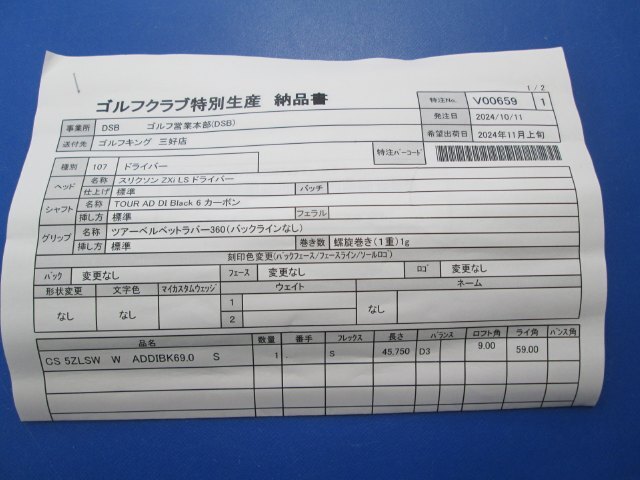 1 / 2
ゴルフクラブ特別生産 納品書
特注No. V00659 1
発注日 2024/10/11
希望出荷日 2024年11月上旬
事業所 DSB ゴルフ営業本部(DSB)
送付先 ゴルフキング 三好店
特注バーコード
種別 107 ドライバー
ヘッド 名称 スリクソン ZXi LS ドライバー
仕上げ 標準 バッチ
シャフト 名称 TOUR AD DI Black 6 カーボン
挿し方 標準 フェラル
グリップ 名称 ツアーベルベットラバー360(バックラインなし)
挿し方 標準 巻き数 螺旋巻き(1重)1g
刻印色変更(バックフェース/フェースライン/ソールロゴ)
バック 変更なし フェース 変更なし ロゴ 変更なし
形状変更 文字色 マイカスタムウェッジ ウェイト ネーム
なし なし 1 なし
2
品名 数量 番手 フレックス 長さ バランス ロフト角 ライ角 バンス角
CS 5ZLSW W ADDIBK69.0 S 1 S 45.750 D3 9.00 59.00